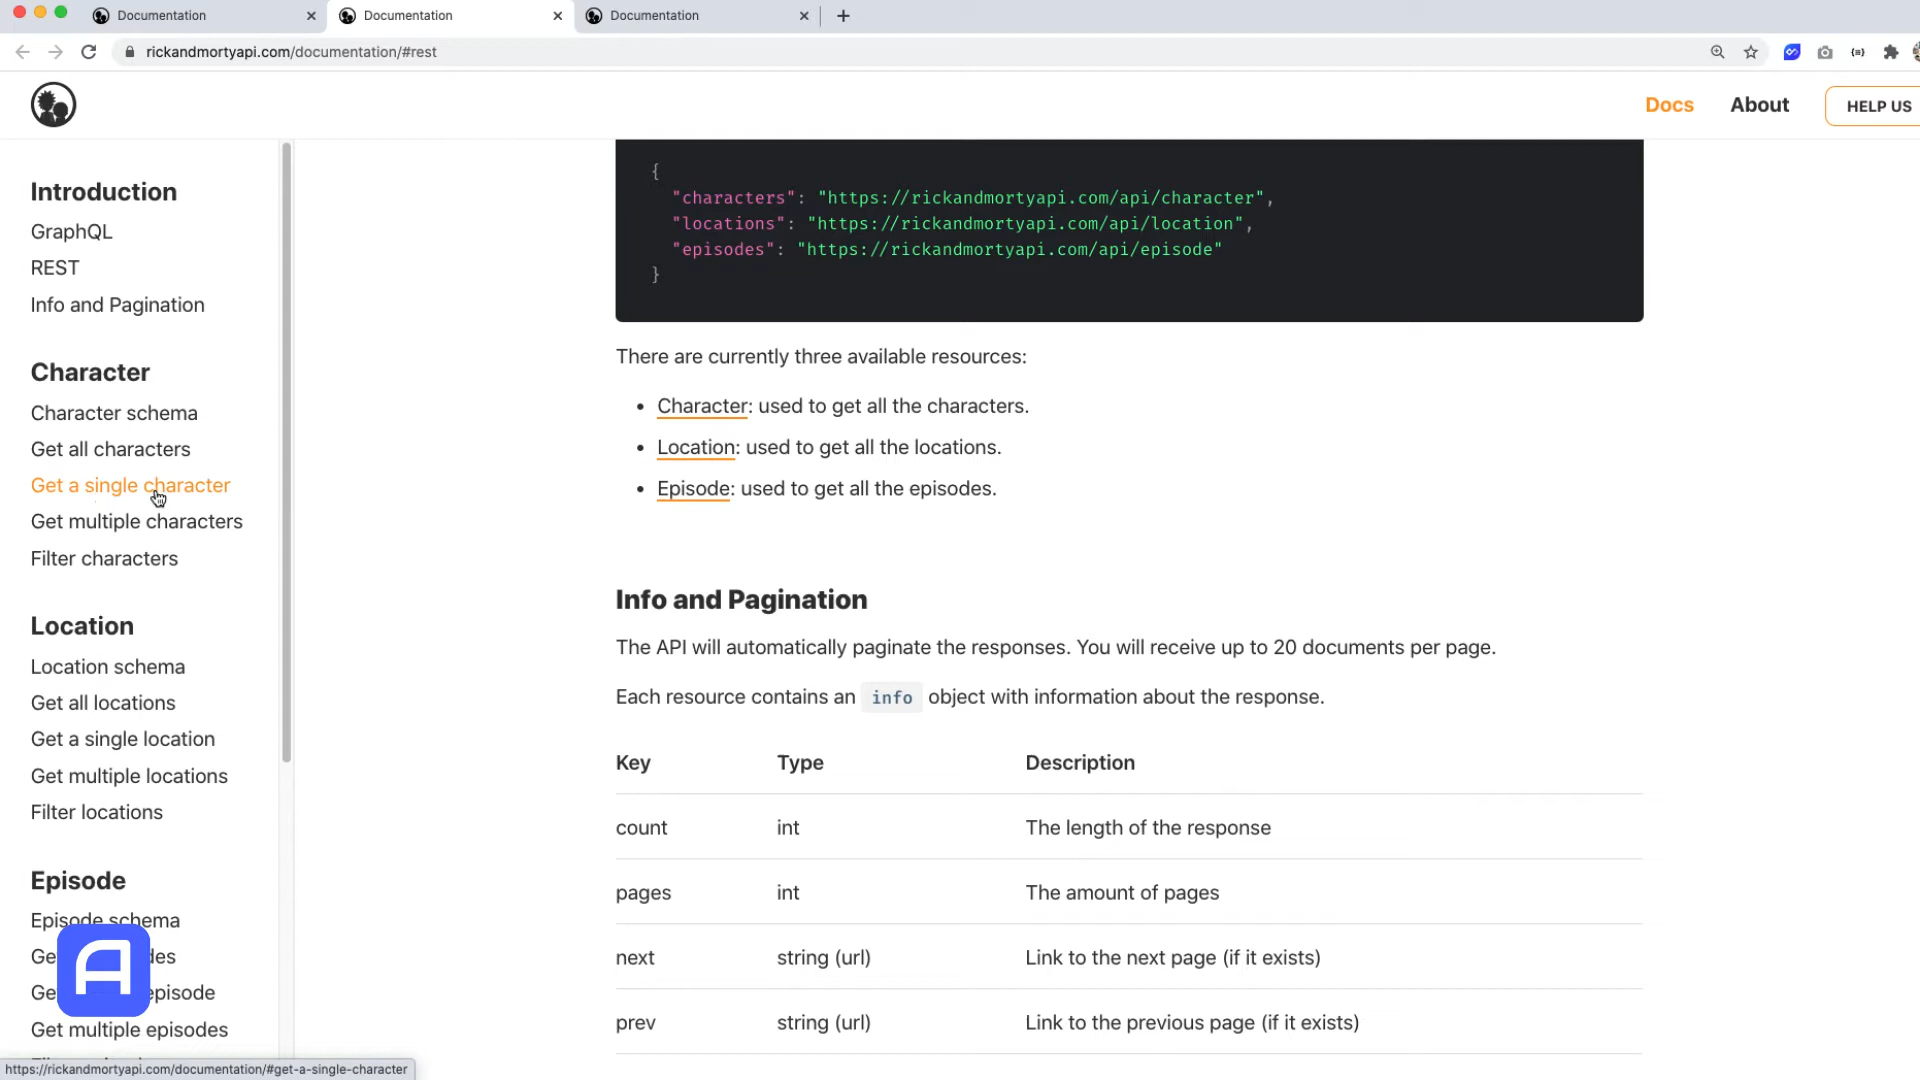 Documentation
Documentation
Documentation
rickandmortyapi.com/documentation/#rest
Docs
About
HELP US
Introduction
GraphQL
REST
Info and Pagination
Character
Character schema
Get all characters
Get a single character
Get multiple characters
Filter characters
Location
Location schema
Get all locations
Get a single location
Get multiple locations
Filter locations
Episode
Episode schema
episode
Get multiple episodes
https://rickandmortyapi.com/documentation/#get-a-single-character
{
"characters": "https://rickandmortyapi.com/api/character",
"locations": "https://rickandmortyapi.com/api/location",
"episodes": "https://rickandmortyapi.com/api/episode"
}
There are currently three available resources:
• Character: used to get all the characters.
• Location: used to get all the locations.
• Episode: used to get all the episodes.
Info and Pagination
The API will automatically paginate the responses. You will receive up to 20 documents per page.
Each resource contains an info object with information about the response.
Key Type Description
count int The length of the response
pages int The amount of pages
next string (url) Link to the next page (if it exists)
prev string (url) Link to the previous page (if it exists)